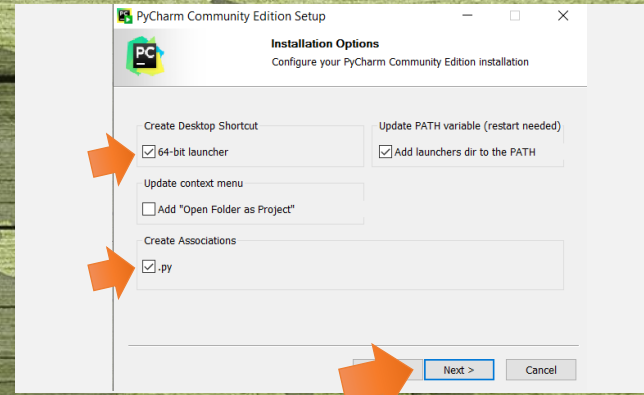 PyCharm Community Edition Setup
PC
Installation Options
Configure your PyCharm Community Edition installation
Create Desktop Shortcut
64-bit launcher
Update PATH variable (restart needed)
Add launchers dir to the PATH
Update context menu
Add "Open Folder as Project"
Create Associations
.py
Next >
Cancel